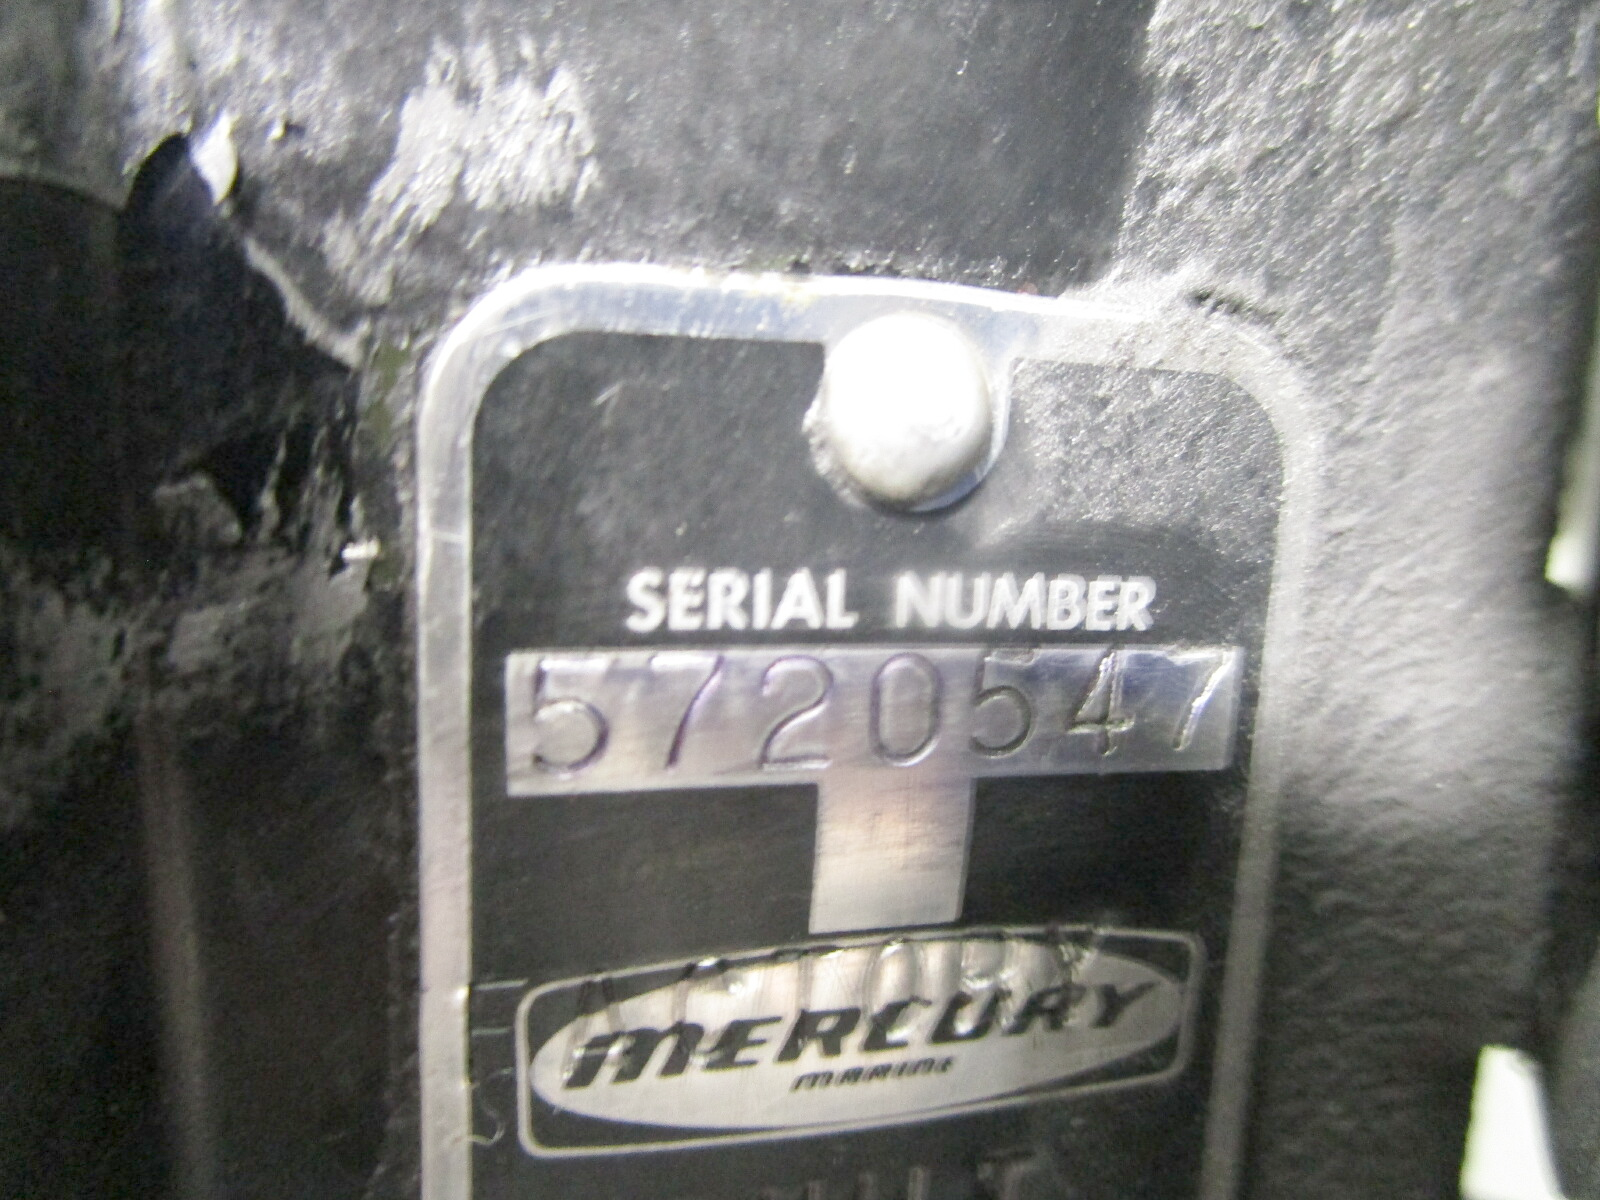 SERIAL NUMBER
5720547
MERCURY
MARINE